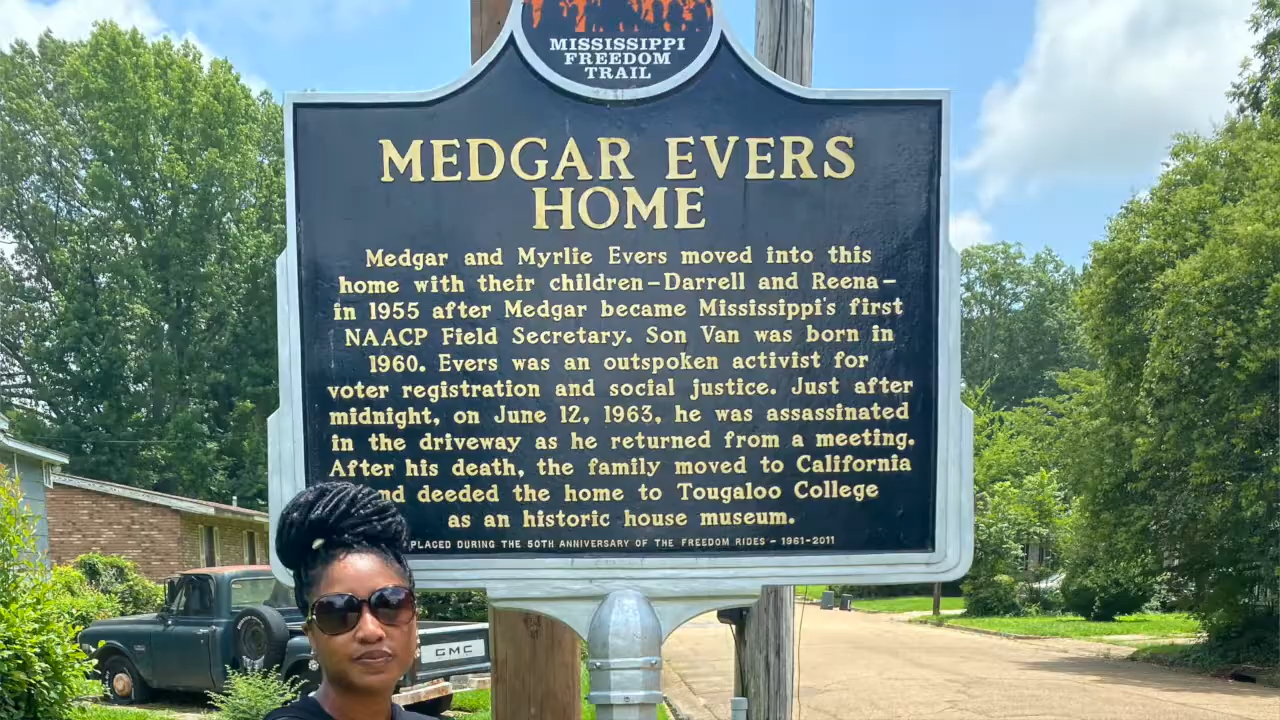 MISSISSIPPI
FREEDOM
TRAIL
MEDGAR EVERS
HOME
Medgar and Myrlie Evers moved into this
home with their children–Darrell and Reena–
in 1955 after Medgar became Mississippi's first
NAACP Field Secretary. Son Van was born in
1960. Evers was an outspoken activist for
voter registration and social justice. Just after
midnight, on June 12, 1963, he was assassinated
in the driveway as he returned from a meeting.
After his death, the family moved to California
nd deeded the home to Tougaloo College
as an historic house museum.
PLACED DURING THE 50TH ANNIVERSARY OF THE FREEDOM RIDES – 1961-2011
GMC